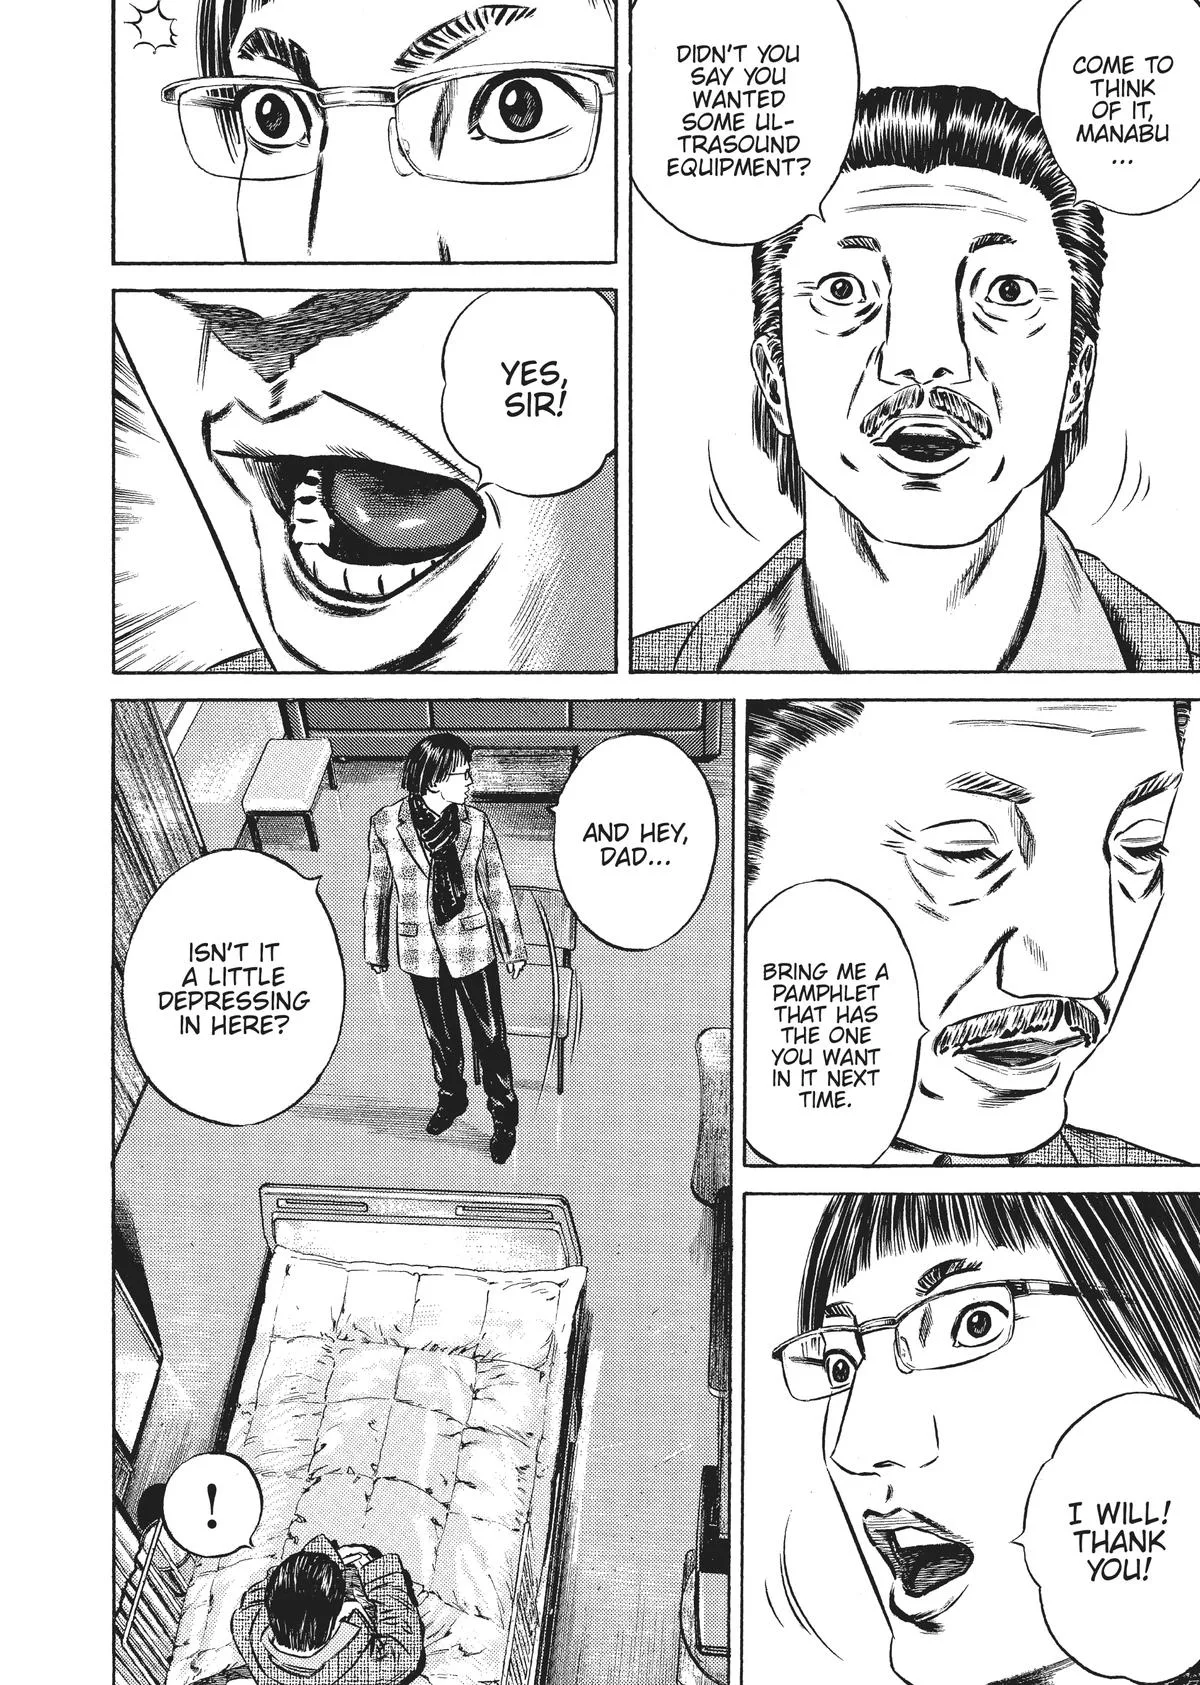 COME TO
THINK
OF IT,
MANABU
...
DIDN'T YOU
SAY YOU
WANTED
SOME UL-
TRASOUND
EQUIPMENT?
YES,
SIR!
BRING ME A
PAMPHLET
THAT HAS
THE ONE
YOU WANT
IN IT NEXT
TIME.
I WILL!
THANK
YOU!
AND HEY,
DAD...
ISN'T IT
A LITTLE
DEPRESSING
IN HERE?
!